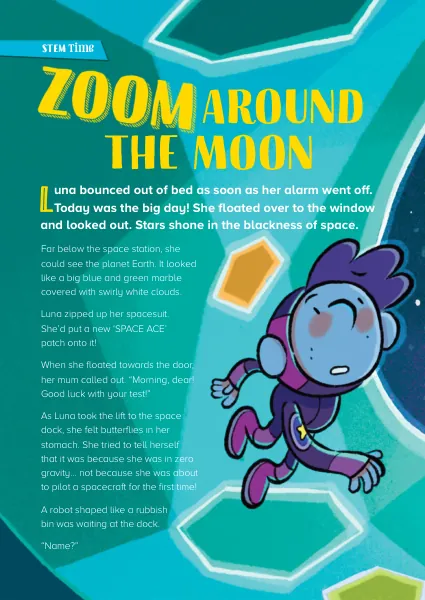 STEM Time
ZOOM AROUND
THE MOON
Luna bounced out of bed as soon as her alarm went off.
Today was the big day! She floated over to the window
and looked out. Stars shone in the blackness of space.
Far below the space station, she
could see the planet Earth. It looked
like a big blue and green marble
covered with swirly white clouds.
Luna zipped up her spacesuit.
She'd put a new 'SPACE ACE'
patch onto it!
When she floated towards the door,
her mum called out. "Morning, dear!
Good luck with your test!"
As Luna took the lift to the space
dock, she felt butterflies in her
stomach. She tried to tell herself
that it was because she was in zero
gravity... not because she was about
to pilot a spacecraft for the first time!
A robot shaped like a rubbish
bin was waiting at the dock.
"Name?"